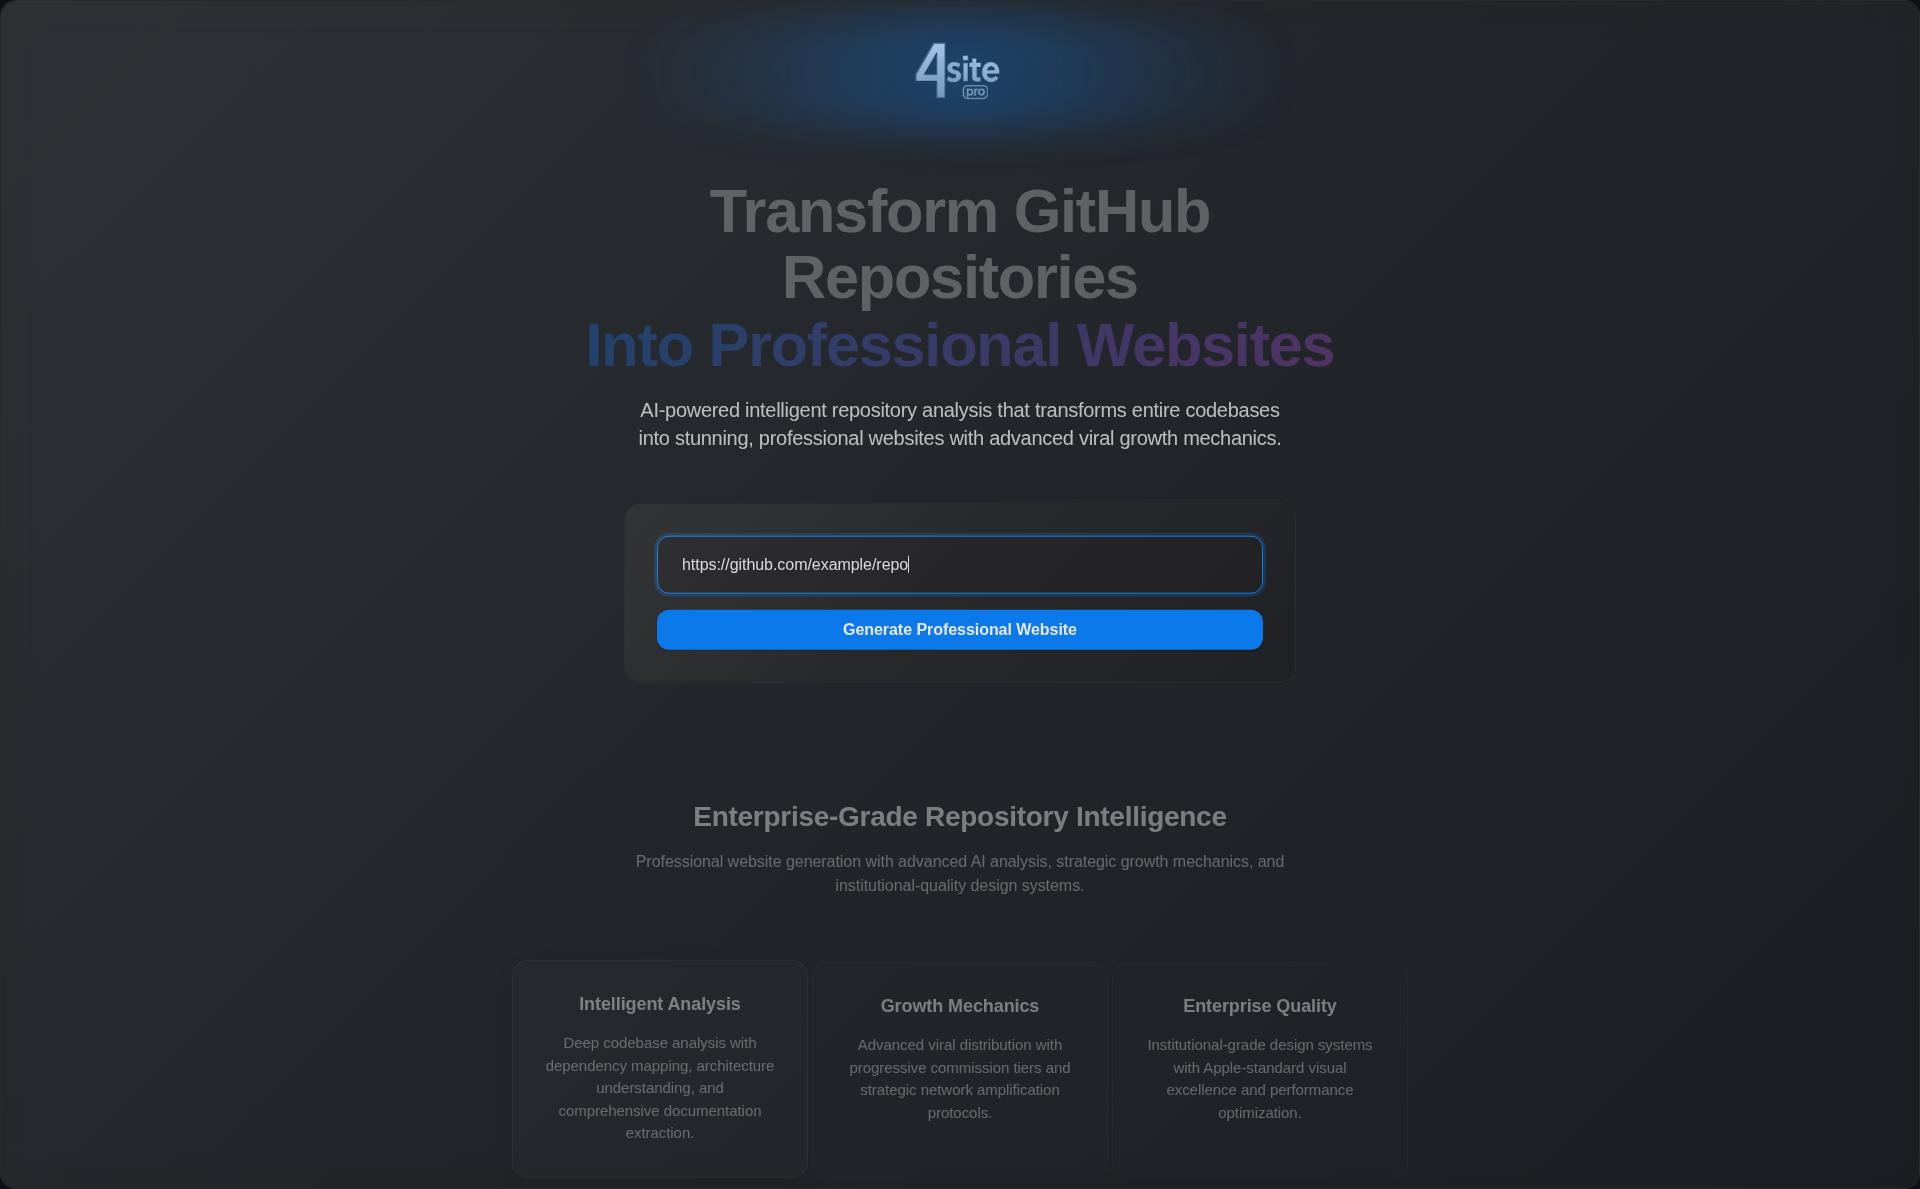 4site
pro
Transform GitHub
Repositories
Into Professional Websites
AI-powered intelligent repository analysis that transforms entire codebases
into stunning, professional websites with advanced viral growth mechanics.
https://github.com/example/repo
Generate Professional Website
Enterprise-Grade Repository Intelligence
Professional website generation with advanced AI analysis, strategic growth mechanics, and
institutional-quality design systems.
Intelligent Analysis
Deep codebase analysis with
dependency mapping, architecture
understanding, and
comprehensive documentation
extraction.
Growth Mechanics
Advanced viral distribution with
progressive commission tiers and
strategic network amplification
protocols.
Enterprise Quality
Institutional-grade design systems
with Apple-standard visual
excellence and performance
optimization.